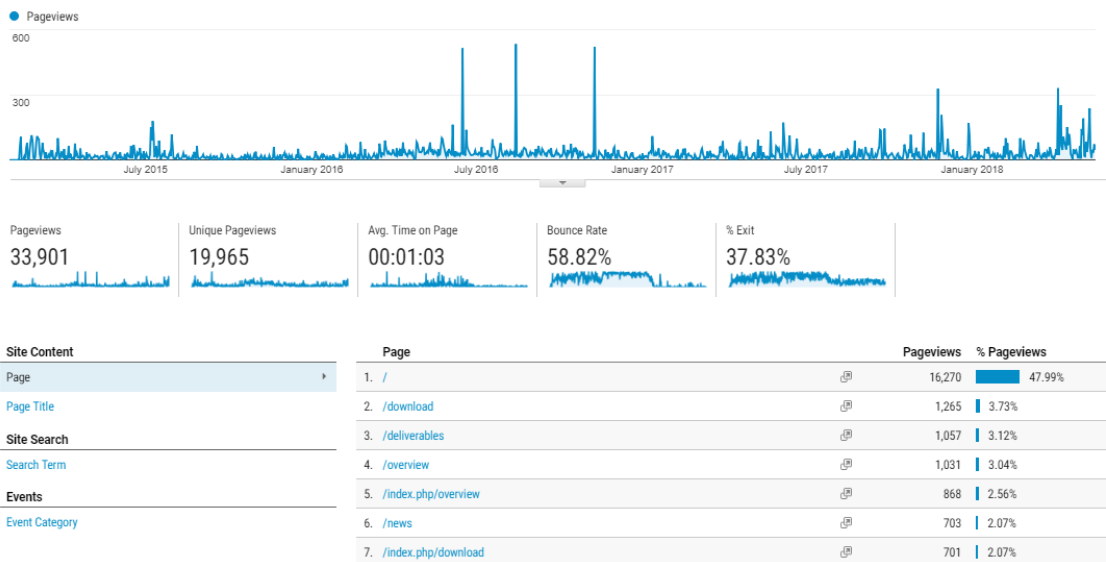 Pageviews
600
300
July 2015 January 2016 July 2016 January 2017 July 2017 January 2018
Pageviews Unique Pageviews Avg. Time on Page Bounce Rate % Exit
33,901 19,965 00:01:03 58.82% 37.83%
Site Content
Page
Page Title
Site Search
Search Term
Events
Event Category
Page Pageviews % Pageviews
1. / 16,270 47.99%
2. /download 1,265 3.73%
3. /deliverables 1,057 3.12%
4. /overview 1,031 3.04%
5. /index.php/overview 868 2.56%
6. /news 703 2.07%
7. /index.php/download 701 2.07%